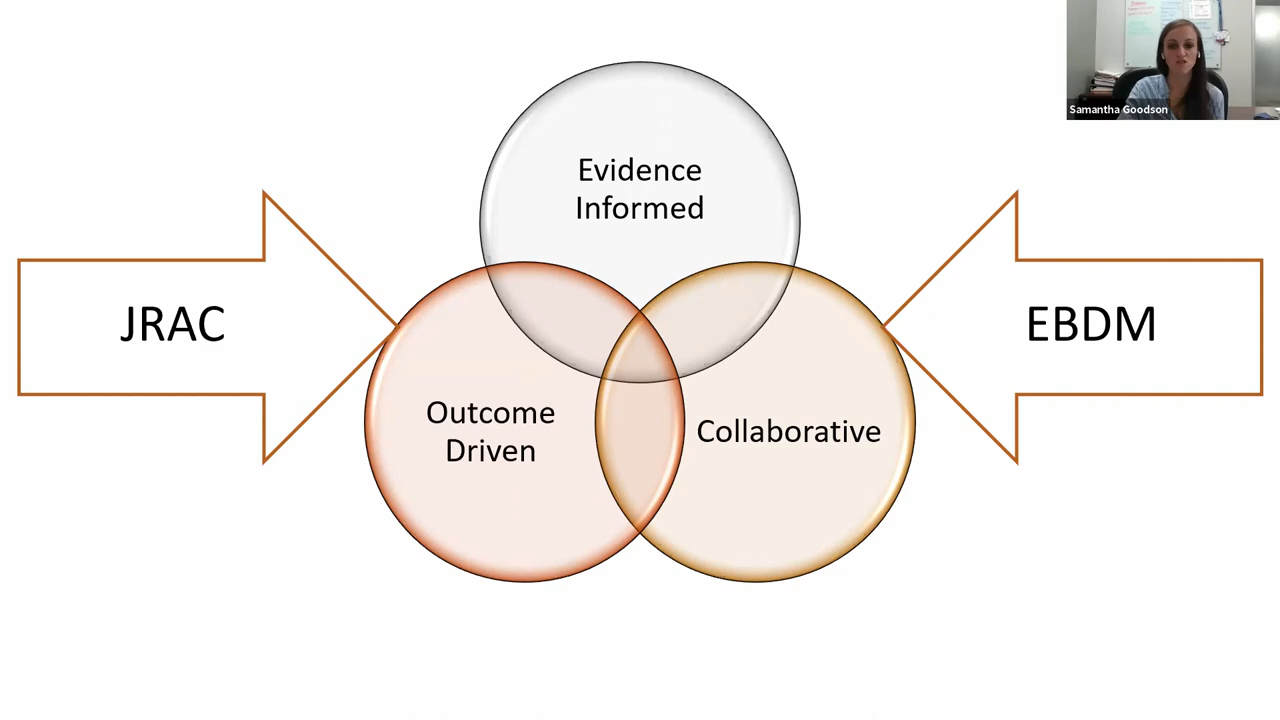 Samantha Goodson
Evidence
Informed
JRAC
EBDM
Outcome
Driven
Collaborative